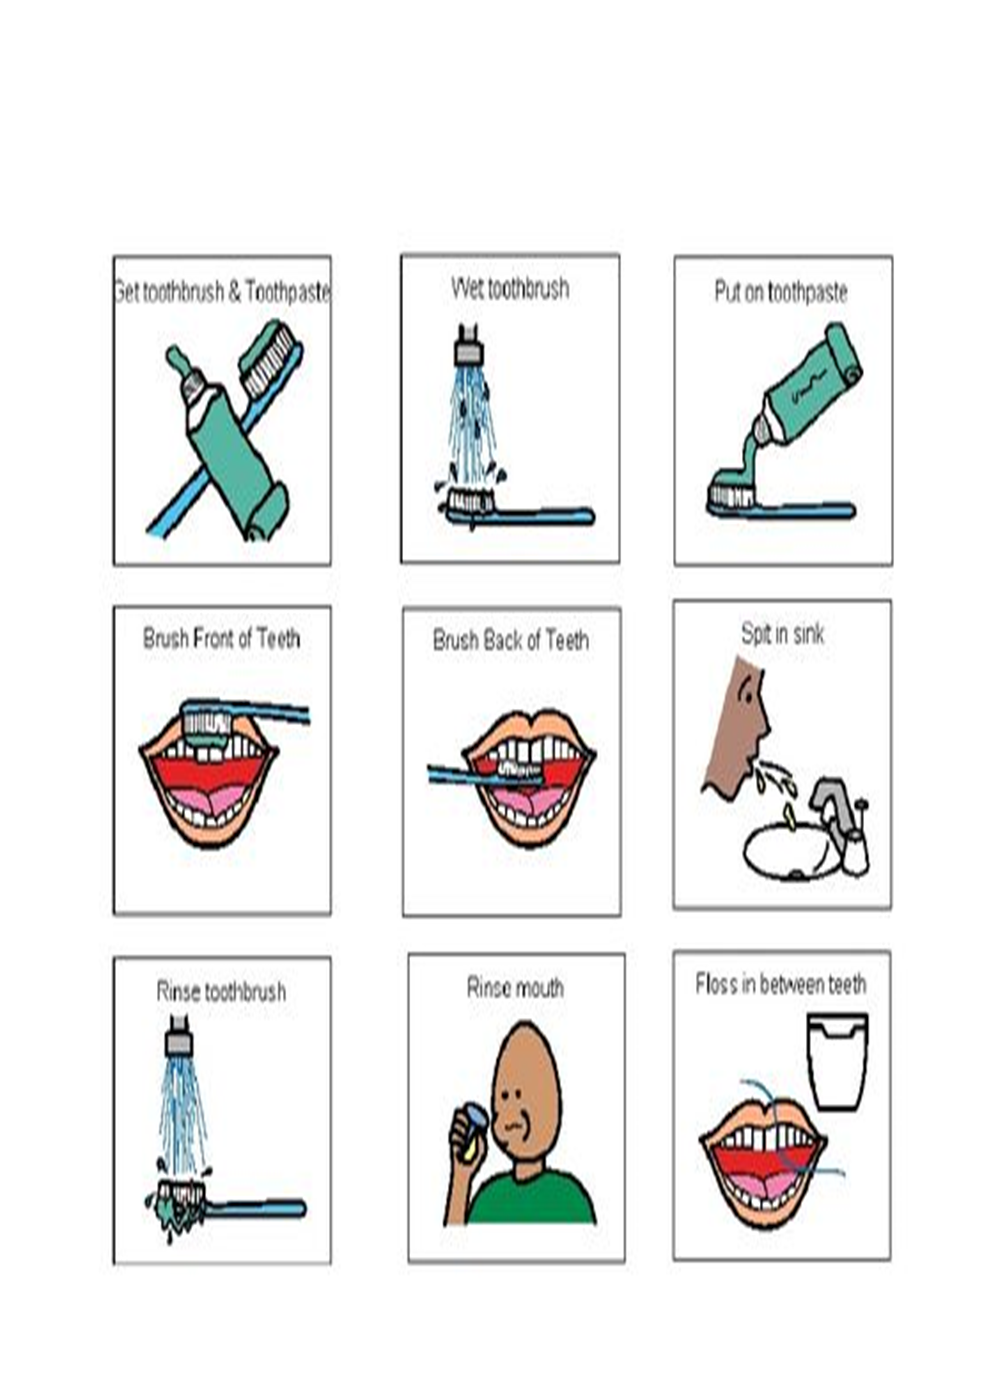 Get toothbrush & Toothpaste
Wet toothbrush
Put on toothpaste
Brush Front of Teeth
Brush Back of Teeth
Spit in sink
Rinse toothbrush
Rinse mouth
Floss in between teeth